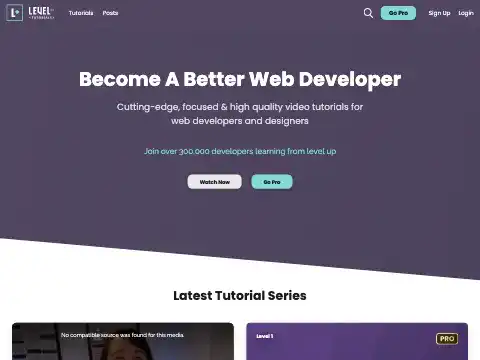 LEVEL UP
TUTORIALS
Tutorials
Posts
Go Pro
Sign Up
Login
Become A Better Web Developer
Cutting-edge, focused & high quality video tutorials for
web developers and designers
Join over 300,000 developers learning from level up
Watch Now
Go Pro
Latest Tutorial Series
No compatible source was found for this media.
Level 1
PRO